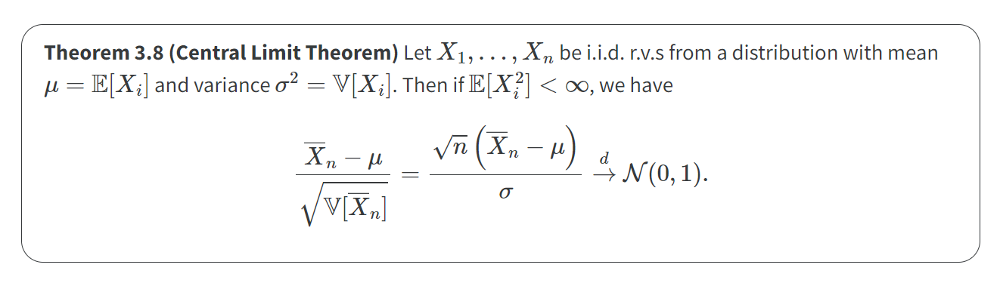 Theorem 3.8 (Central Limit Theorem) Let $X_1, \ldots, X_n$ be i.i.d. r.v.s from a distribution with mean
$\mu = \mathbb{E}[X_i]$ and variance $\sigma^2 = \mathbb{V}[X_i]$. Then if $\mathbb{E}[X_i^2] < \infty$, we have
$\frac{\overline{X}_n - \mu}{\sqrt{\mathbb{V}[\overline{X}_n]}} = \frac{\sqrt{n}\left(\overline{X}_n - \mu\right)}{\sigma} \xrightarrow{d} \mathcal{N}(0, 1).$